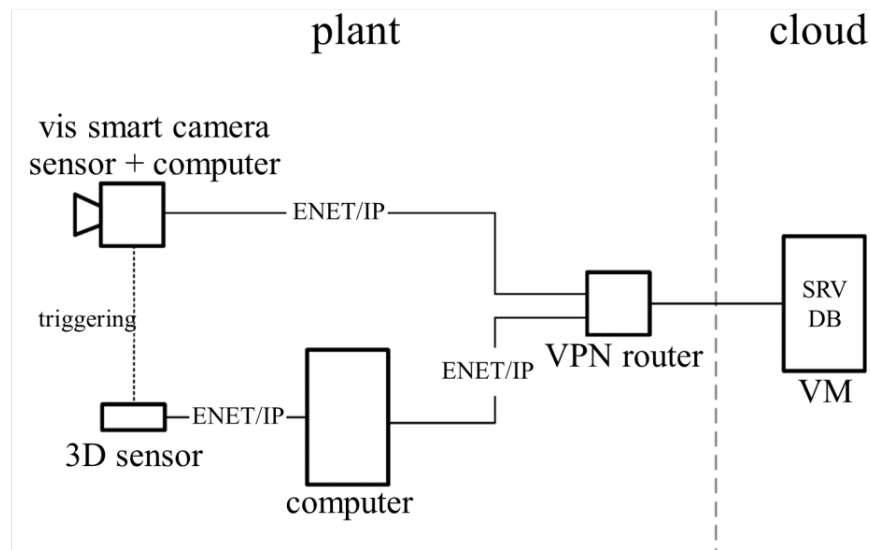 plant
cloud
vis smart camera
sensor + computer
ENET/IP
triggering
SRV
DB
VPN router
ENET/IP
VM
ENET/IP
3D sensor
computer